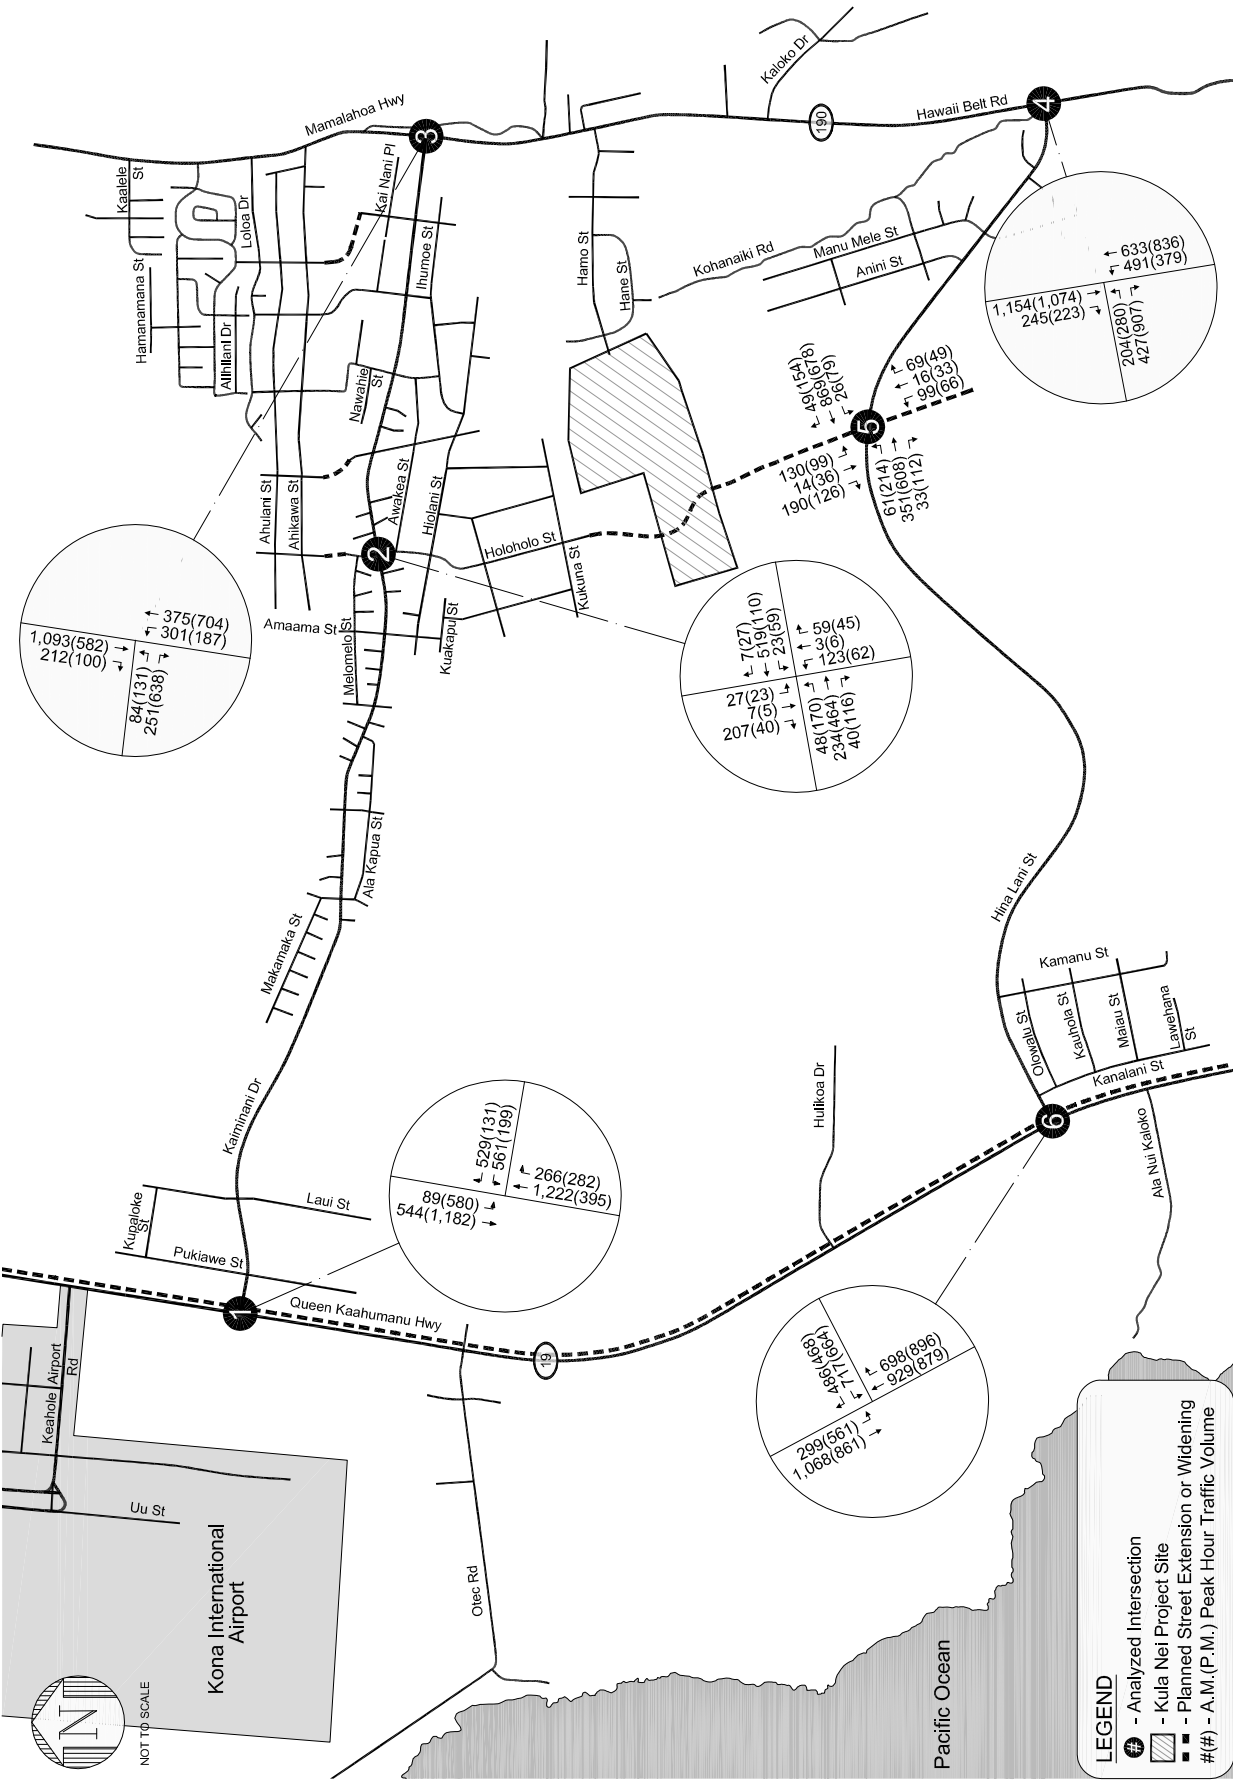 Kaloko Dr
Mamalahoa Hwy
Hawaii Belt Rd
190
4
3
Kaalele
St
Kai Nani Pl
Loloa Dr
Ihumoe St
Hamo St
Hane St
Kohanaiki Rd
Manu Mele St
Anini St
Hamanamana St
Alihilani Dr
Nawahie
St
633(836)
491(379)
1,154(1,074)
245(223)
204(280)
427(907)
49(154)
869(678)
26(79)
69(49)
16(33)
99(66)
5
130(99)
14(36)
190(126)
61(214)
351(608)
33(112)
Ahulani St
Ahikawa St
Awakea St
Hiolani St
2
Holoholo St
Kukuna St
Amaama St
Melomelo St
Kuakapu St
375(704)
301(187)
1,093(582)
212(100)
84(131)
251(638)
7(27)
519(110)
23(59)
59(45)
3(6)
123(62)
27(23)
7(5)
207(40)
48(170)
234(464)
40(116)
Ala Kapua St
Makamaka St
Hina Lani St
Kaiminani Dr
Kamanu St
Olowalu St
Kauhola St
Maiau St
Lawehana
St
Kanalani St
Hulikoa Dr
Ala Nui Kaloko
6
529(131)
561(199)
266(282)
1,222(395)
89(580)
544(1,182)
Kupaloke
St
Laui St
Pukiawe St
1
Queen Kaahumanu Hwy
19
486(468)
717(664)
698(896)
929(879)
299(561)
1,068(861)
Keahole Airport
Rd
Uu St
Otec Rd
Kona International
Airport
Pacific Ocean
N
NOT TO SCALE
LEGEND
# - Analyzed Intersection
- Kula Nei Project Site
- Planned Street Extension or Widening
#(#) - A.M.(P.M.) Peak Hour Traffic Volume